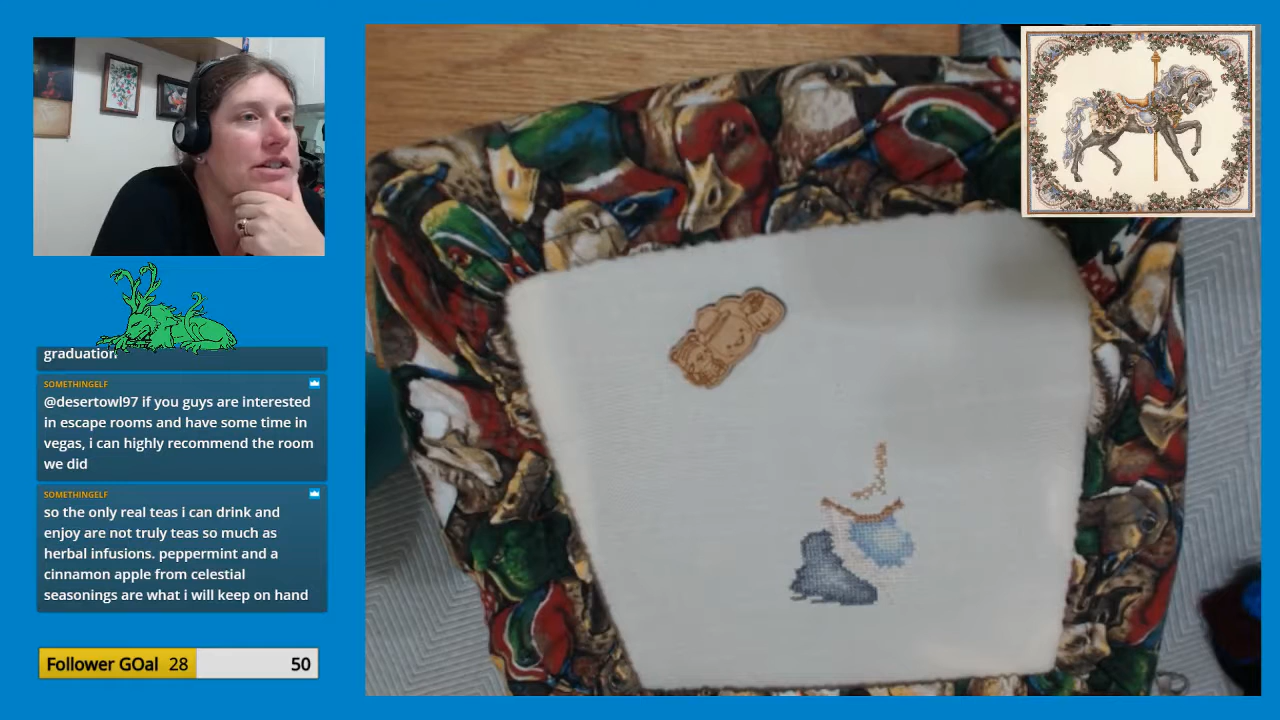 graduation
SOMETHINGELF
@desertowl97 if you guys are interested
in escape rooms and have some time in
vegas, i can highly recommend the room
we did
SOMETHINGELF
so the only real teas i can drink and
enjoy are not truly teas so much as
herbal infusions. peppermint and a
cinnamon apple from celestial
seasonings are what i will keep on hand
Follower GOal 28 50